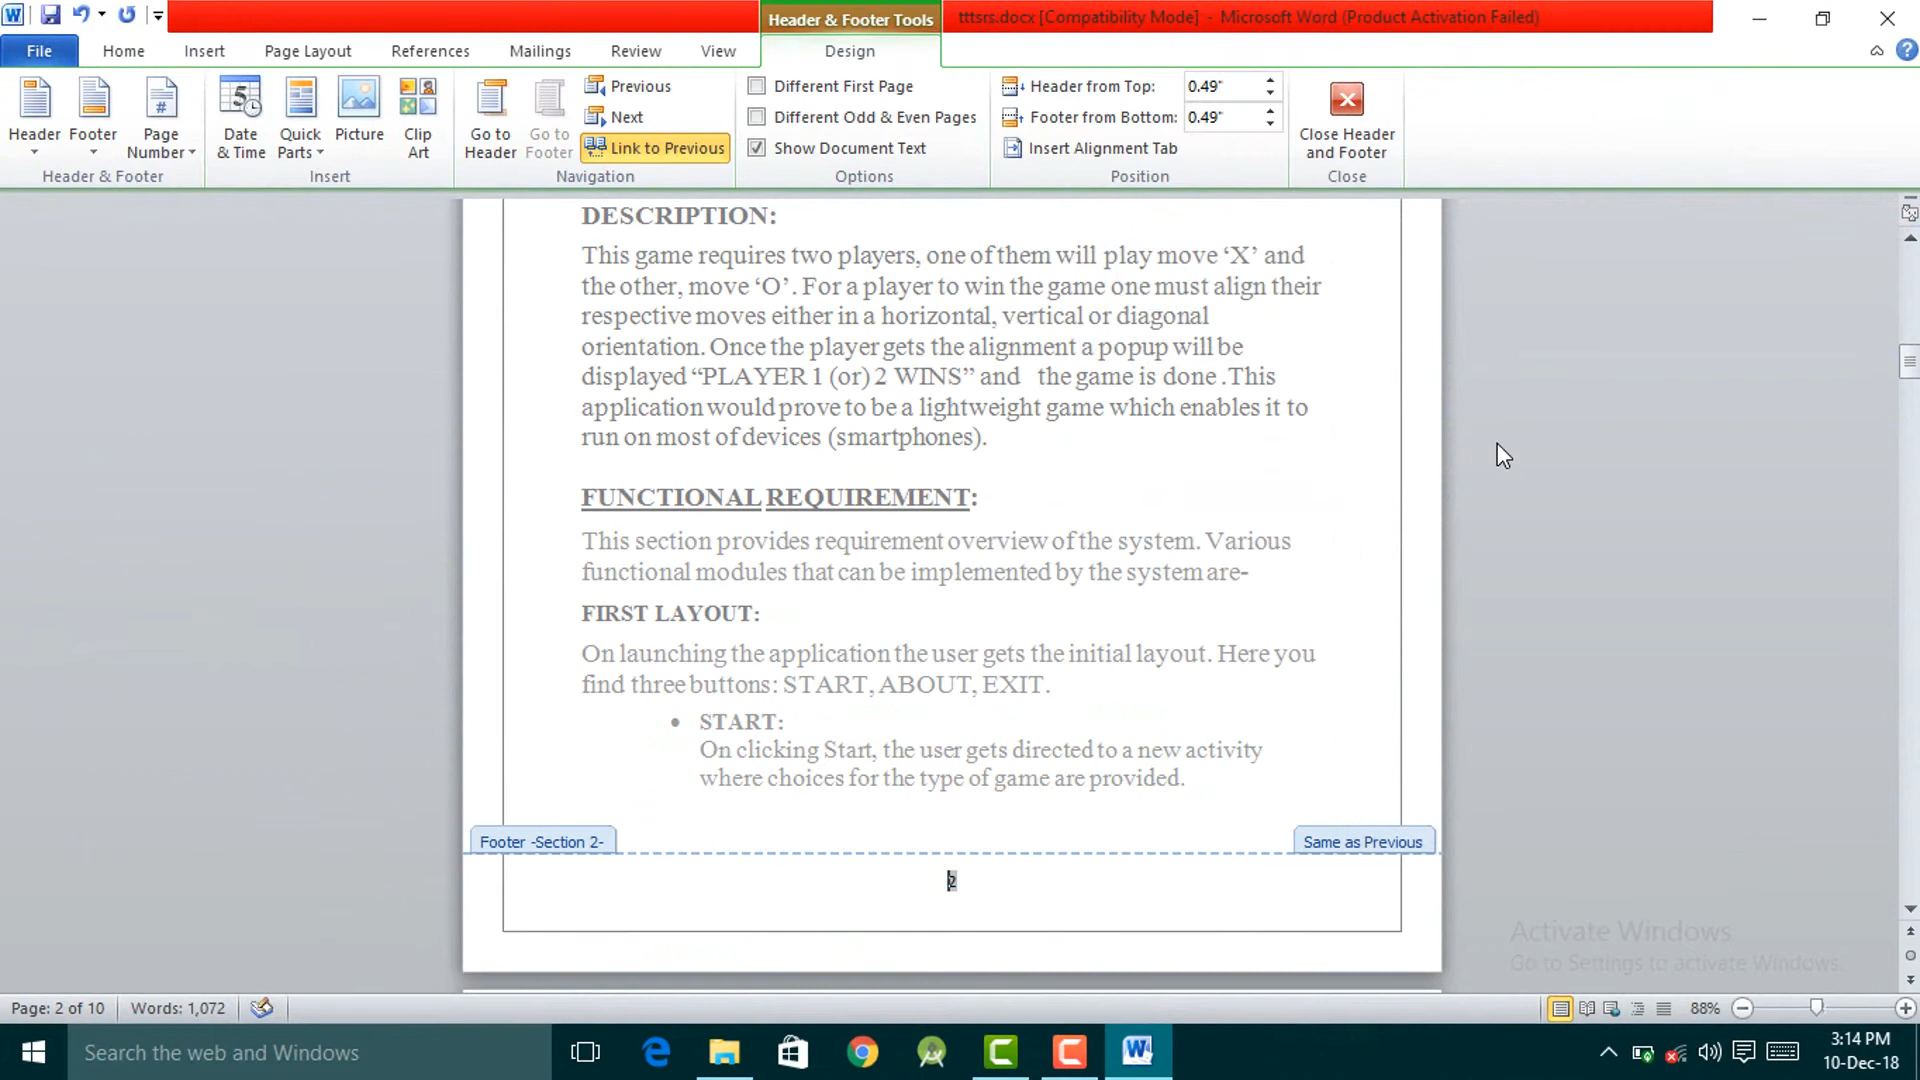 Header & Footer Tools
tttsrs.docx [Compatibility Mode] - Microsoft Word (Product Activation Failed)
File Home Insert Page Layout References Mailings Review View Design
Header
Footer
Page Number
Header & Footer
Date & Time
Quick Parts
Picture
Clip Art
Insert
Go to Header
Go to Footer
Previous
Next
Link to Previous
Navigation
Different First Page
Different Odd & Even Pages
Show Document Text
Options
Header from Top: 0.49"
Footer from Bottom: 0.49"
Insert Alignment Tab
Position
Close Header and Footer
Close
DESCRIPTION:
This game requires two players, one of them will play move ‘X’ and
the other, move ‘O’. For a player to win the game one must align their
respective moves either in a horizontal, vertical or diagonal
orientation. Once the player gets the alignment a popup will be
displayed “PLAYER 1 (or) 2 WINS” and the game is done .This
application would prove to be a lightweight game which enables it to
run on most of devices (smartphones).
FUNCTIONAL REQUIREMENT:
This section provides requirement overview of the system. Various
functional modules that can be implemented by the system are-
FIRST LAYOUT:
On launching the application the user gets the initial layout. Here you
find three buttons: START, ABOUT, EXIT.
• START:
On clicking Start, the user gets directed to a new activity
where choices for the type of game are provided.
Footer -Section 2-
Same as Previous
2
Activate Windows
Go to Settings to activate Windows.
Page: 2 of 10 Words: 1,072
88%
Search the web and Windows
3:14 PM
10-Dec-18